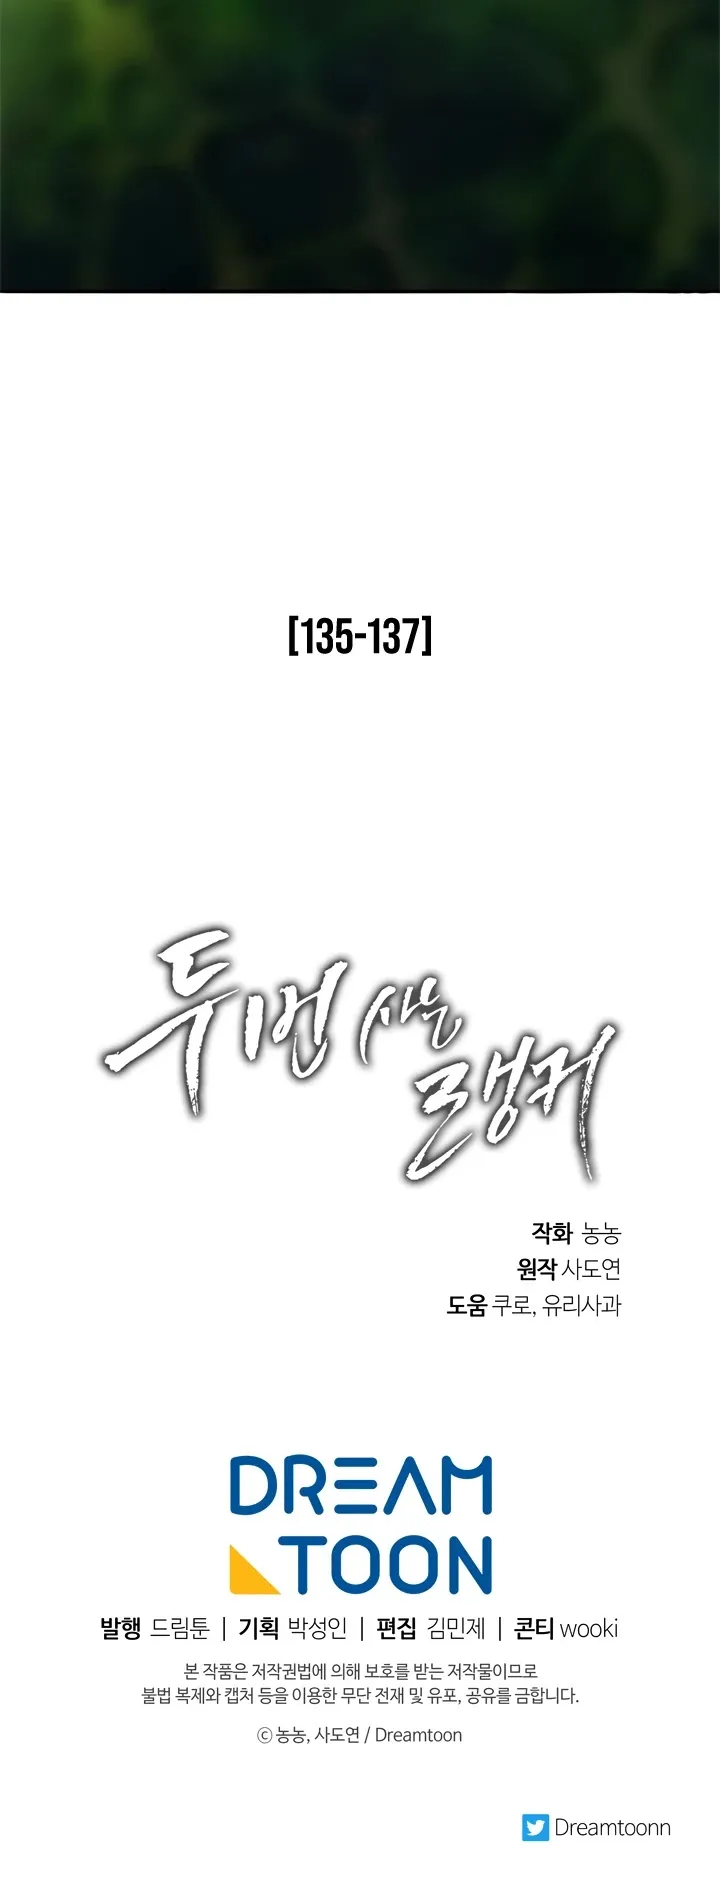 [135-137]
두 번 사는
랭커
작화 농농
원작 사도연
도움 쿠로, 유리사과
DREAM
TOON
발행 드림툰 | 기획 박성인 | 편집 김민제 | 콘티 wooki
본 작품은 저작권법에 의해 보호를 받는 저작물이므로
불법 복제와 캡처 등을 이용한 무단 전재 및 유포, 공유를 금합니다.
ⓒ 농농, 사도연 / Dreamtoon
Dreamtoonn